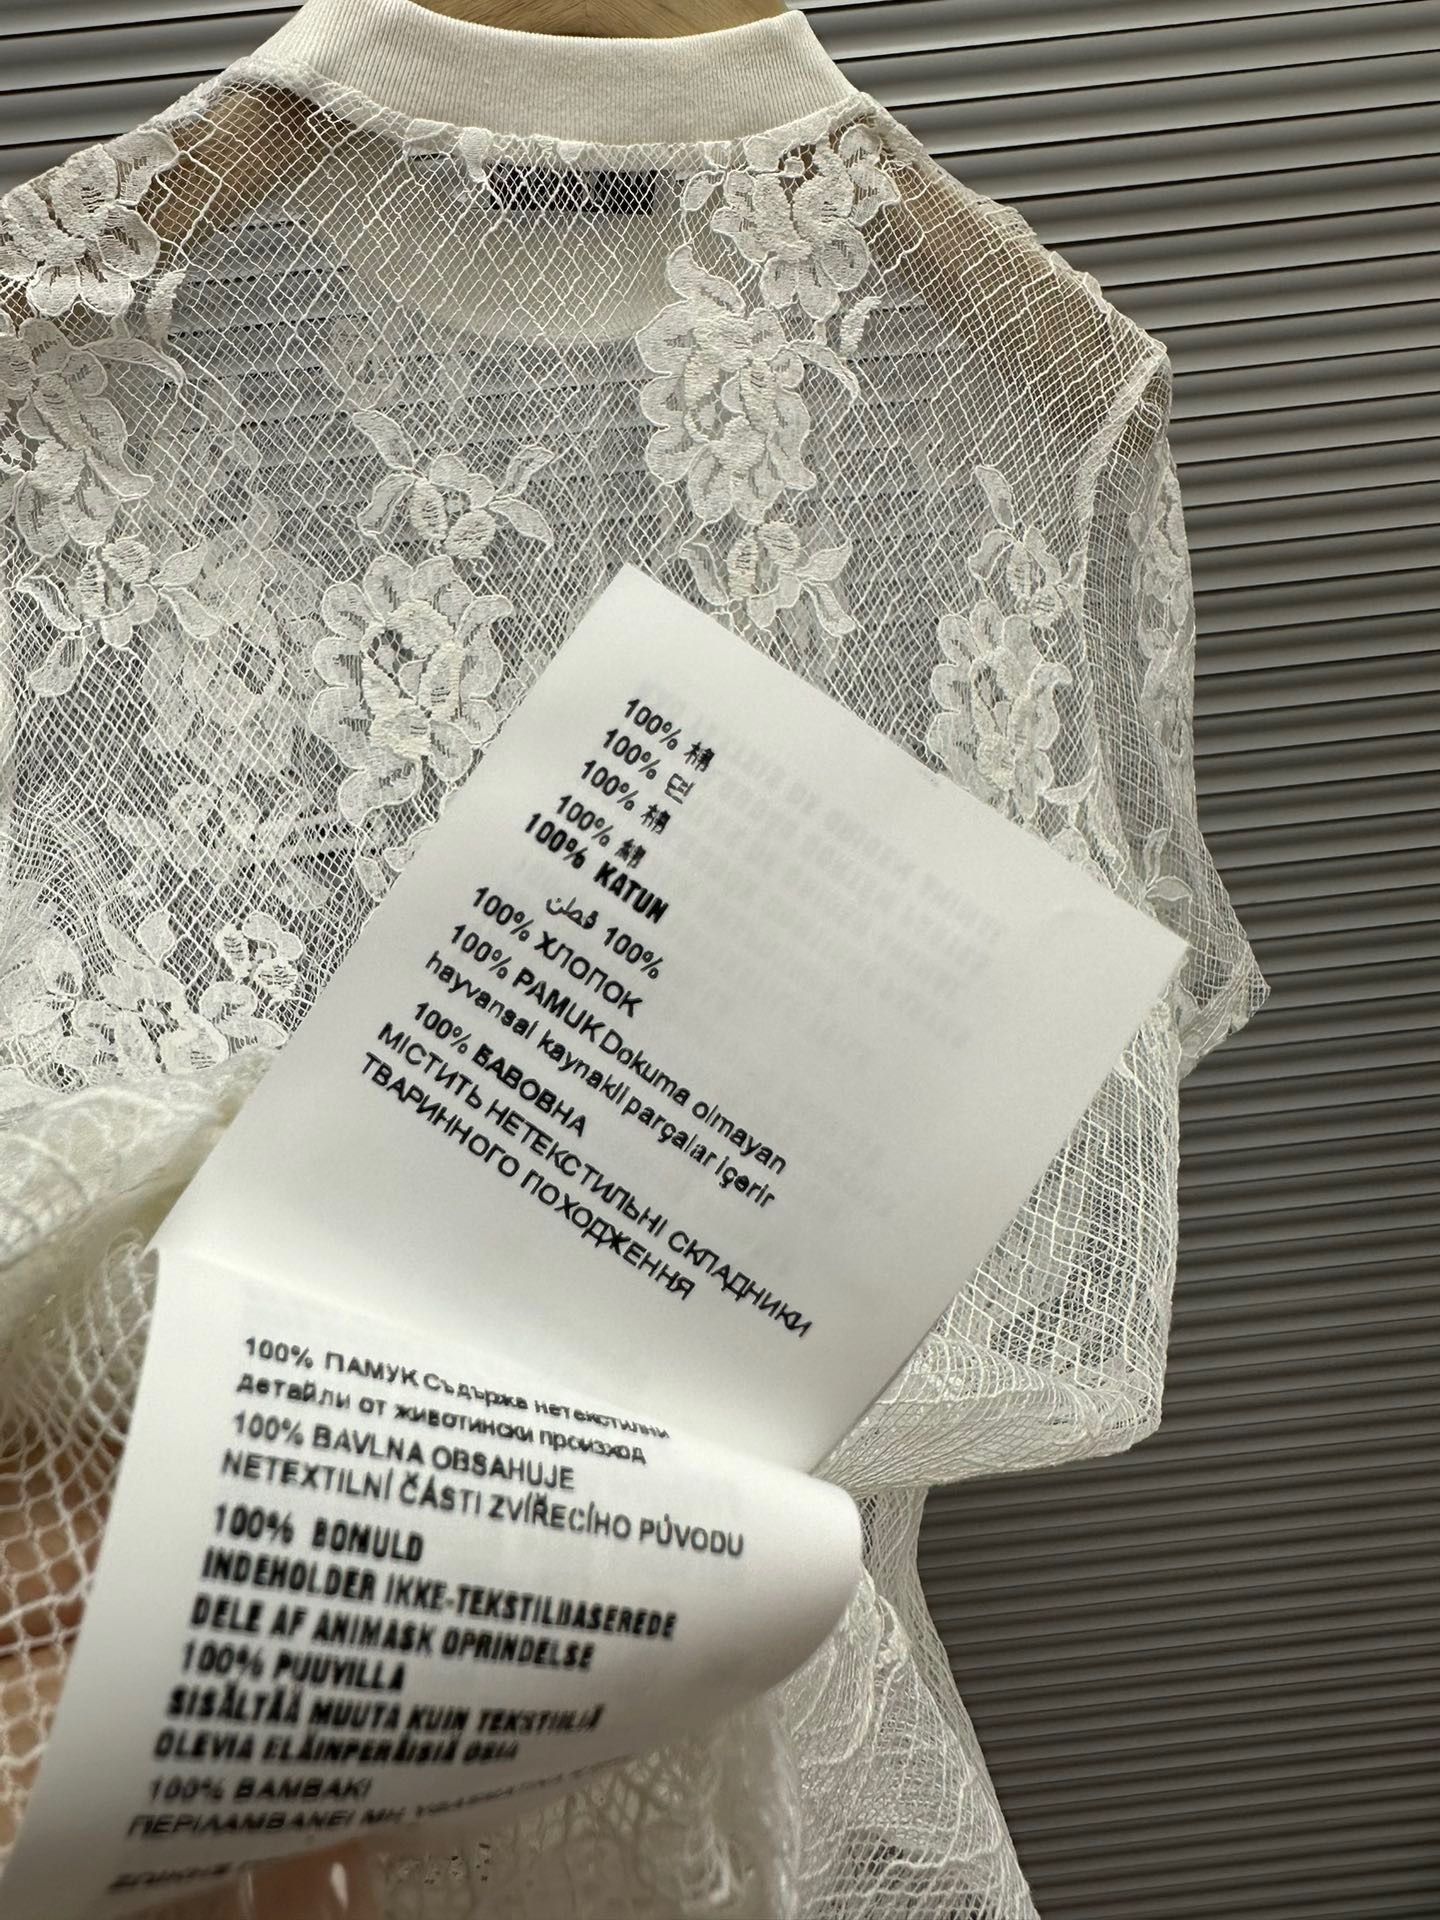 100% 棉
100% 면
100% 棉
100% 綿
100% KATUN
100% قطن
100% ХЛОПОК
100% PAMUK Dokuma olmayan
hayvansal kaynakli parçalar içerir
100% БАВОВНА
МІСТИТЬ НЕТЕКСТИЛЬНІ СКЛАДНИКИ
ТВАРИННОГО ПОХОДЖЕННЯ
100% ПАМУК Съдържа нетекстилни
детайли от животински произход
100% BAVLNA OBSAHUJE
NETEXTILNÍ ČÁSTI ZVÍŘECÍHO PŮVODU
100% BOMULD
INDEHOLDER IKKE-TEKSTILBASEREDE
DELE AF ANIMASK OPRINDELSE
100% PUUVILLA
SISÄLTÄÄ MUUTA KUIN TEKSTIILIÄ
OLEVIA ELÄINPERÄISIÄ OSIA
100% BAMBAKI
ΠΕΡΙΛΑΜΒΑΝΕΙ ΜΗ